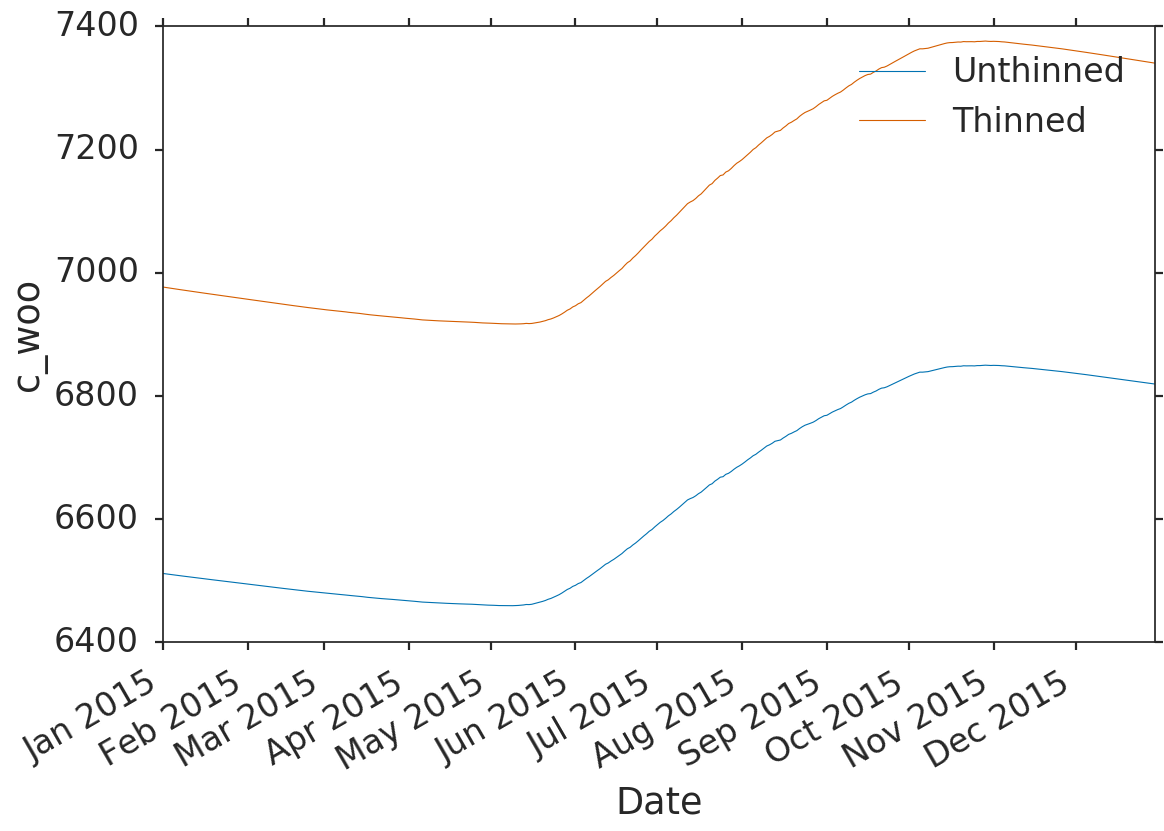 7400
7200
7000
6800
6600
6400
c_woo
Unthinned
Thinned
Jan 2015
Feb 2015
Mar 2015
Apr 2015
May 2015
Jun 2015
Jul 2015
Aug 2015
Sep 2015
Oct 2015
Nov 2015
Dec 2015
Date